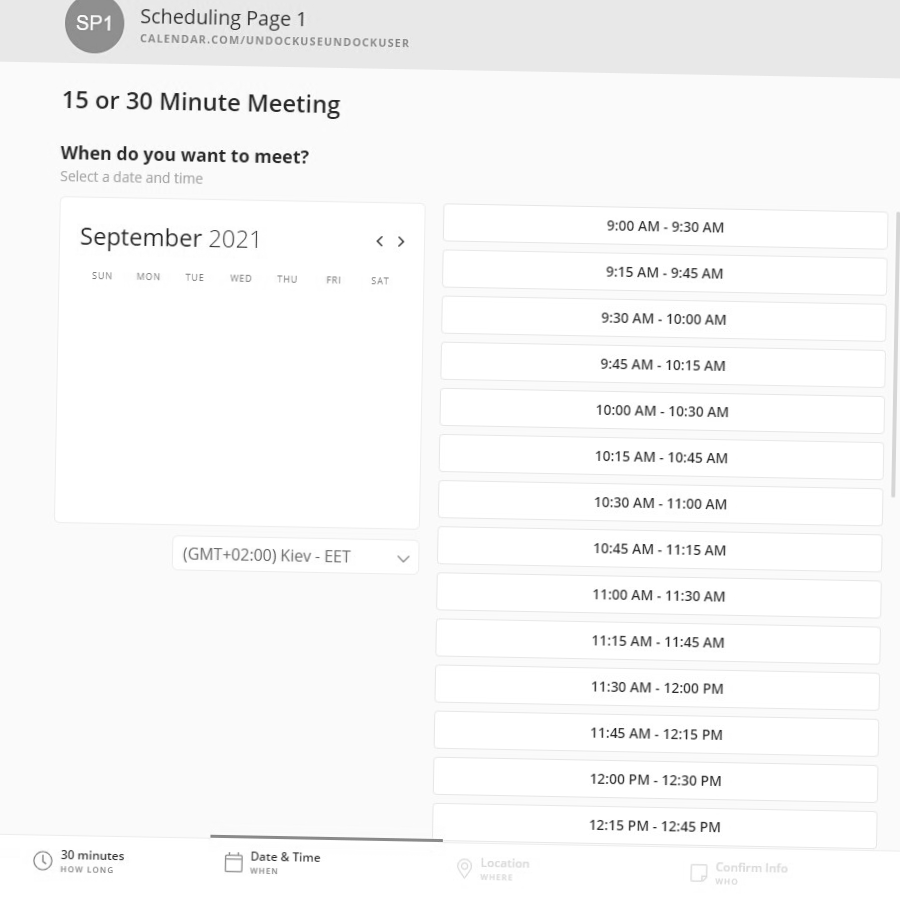 SP1
Scheduling Page 1
CALENDAR.COM/UNDOCKUSEUNDOCKUSER
15 or 30 Minute Meeting
When do you want to meet?
Select a date and time
September 2021
SUN MON TUE WED THU FRI SAT
(GMT+02:00) Kiev - EET
9:00 AM - 9:30 AM
9:15 AM - 9:45 AM
9:30 AM - 10:00 AM
9:45 AM - 10:15 AM
10:00 AM - 10:30 AM
10:15 AM - 10:45 AM
10:30 AM - 11:00 AM
10:45 AM - 11:15 AM
11:00 AM - 11:30 AM
11:15 AM - 11:45 AM
11:30 AM - 12:00 PM
11:45 AM - 12:15 PM
12:00 PM - 12:30 PM
12:15 PM - 12:45 PM
30 minutes
HOW LONG
Date & Time
WHEN
Location
WHERE
Confirm Info
WHO